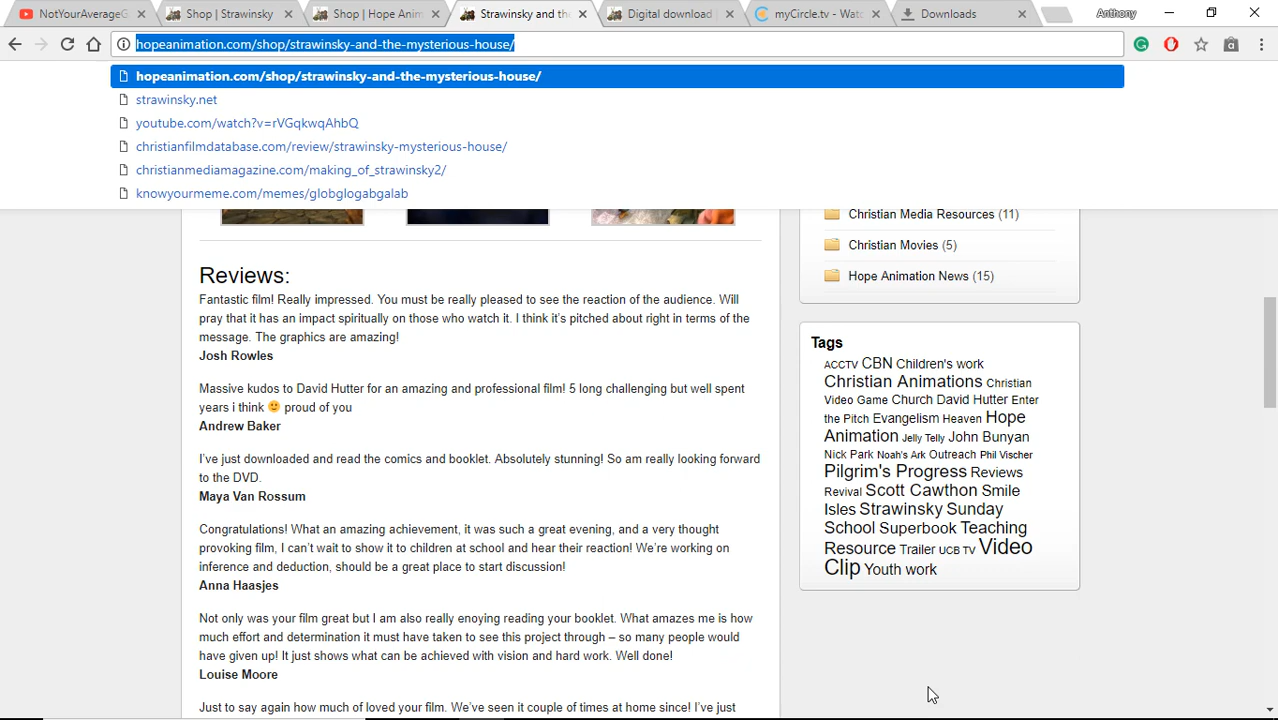 NotYourAverageG
Shop | Strawinsky
Shop | Hope Anim
Strawinsky and the
Digital download
myCircle.tv - Watc
Downloads
Anthony
hopeanimation.com/shop/strawinsky-and-the-mysterious-house/
hopeanimation.com/shop/strawinsky-and-the-mysterious-house/
strawinsky.net
youtube.com/watch?v=rVGqkwqAhbQ
christianfilmdatabase.com/review/strawinsky-mysterious-house/
christianmediamagazine.com/making_of_strawinsky2/
knowyourmeme.com/memes/globglogabgalab
Reviews:
Fantastic film! Really impressed. You must be really pleased to see the reaction of the audience. Will
pray that it has an impact spiritually on those who watch it. I think it's pitched about right in terms of the
message. The graphics are amazing!
Josh Rowles
Massive kudos to David Hutter for an amazing and professional film! 5 long challenging but well spent
years i think 🙂 proud of you
Andrew Baker
I've just downloaded and read the comics and booklet. Absolutely stunning! So am really looking forward
to the DVD.
Maya Van Rossum
Congratulations! What an amazing achievement, it was such a great evening, and a very thought
provoking film, I can't wait to show it to children at school and hear their reaction! We're working on
inference and deduction, should be a great place to start discussion!
Anna Haasjes
Not only was your film great but I am also really enoying reading your booklet. What amazes me is how
much effort and determination it must have taken to see this project through – so many people would
have given up! It just shows what can be achieved with vision and hard work. Well done!
Louise Moore
Just to say again how much of loved your film. We've seen it couple of times at home since! I've just
Christian Media Resources (11)
Christian Movies (5)
Hope Animation News (15)
Tags
ACCTV CBN Children's work
Christian Animations Christian
Video Game Church David Hutter Enter
the Pitch Evangelism Heaven Hope
Animation Jelly Telly John Bunyan
Nick Park Noah's Ark Outreach Phil Vischer
Pilgrim's Progress Reviews
Revival Scott Cawthon Smile
Isles Strawinsky Sunday
School Superbook Teaching
Resource Trailer UCB TV Video
Clip Youth work